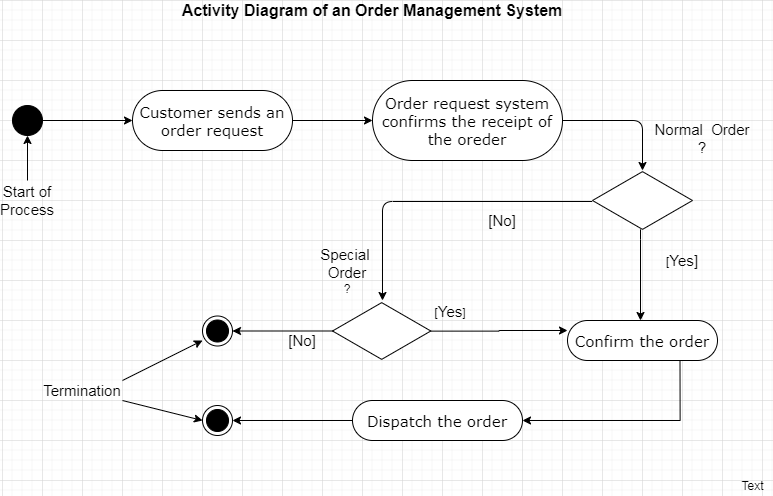 Activity Diagram of an Order Management System
Customer sends an
order request
Order request system
confirms the receipt of
the oreder
Normal Order
?
Start of
Process
[No]
[Yes]
Special
Order
?
[Yes]
[No]
Confirm the order
Termination
Dispatch the order
Text